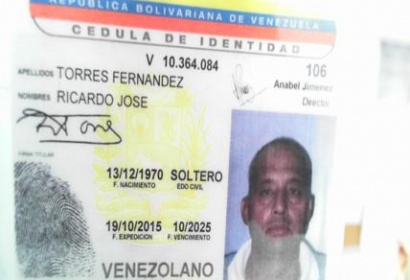 REPÚBLICA BOLIVARIANA DE VENEZUELA
CEDULA DE IDENTIDAD
V 10.364.084
106
APELLIDOS TORRES FERNANDEZ
Anabel Jimenez
Director
NOMBRES RICARDO JOSE
FIRMA TITULAR
13/12/1970 SOLTERO
F. NACIMIENTO EDO CIVIL
19/10/2015 10/2025
F. EXPEDICION F. VENCIMIENTO
VENEZOLANO